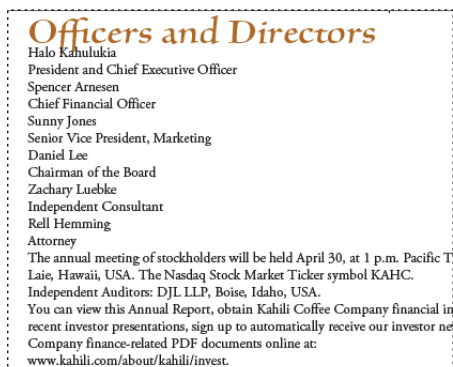 Officers and Directors
Halo Kahulukia
President and Chief Executive Officer
Spencer Arnesen
Chief Financial Officer
Sunny Jones
Senior Vice President, Marketing
Daniel Lee
Chairman of the Board
Zachary Luebke
Independent Consultant
Rell Hemming
Attorney
The annual meeting of stockholders will be held April 30, at 1 p.m. Pacific
Laie, Hawaii, USA. The Nasdaq Stock Market Ticker symbol KAHC.
Independent Auditors: DJL LLP, Boise, Idaho, USA.
You can view this Annual Report, obtain Kahili Coffee Company financial
recent investor presentations, sign up to automatically receive our investor
Company finance-related PDF documents online at:
www.kahili.com/about/kahili/invest.